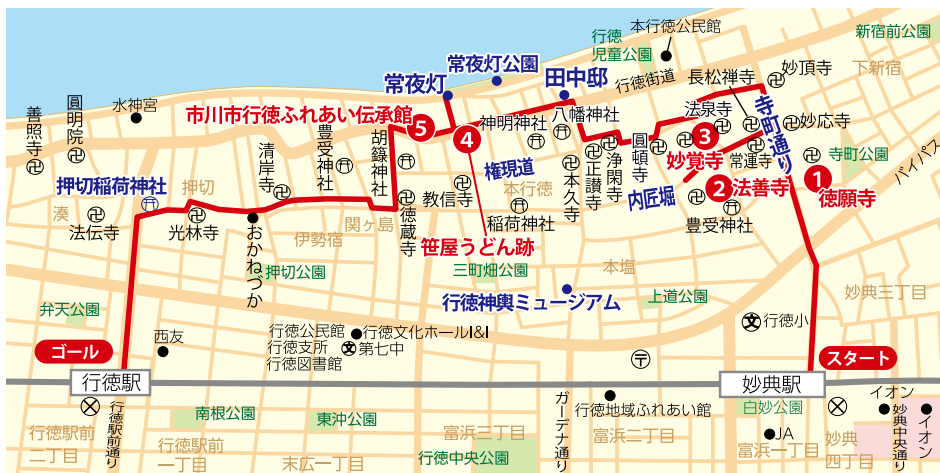 本行徳公民館
行徳
児童公園
新宿前公園
常夜灯公園
常夜灯
田中邸
行徳街道
長松禅寺
妙頂寺
下新宿
寺町通り
圓明院
善照寺
水神宮
市川市行徳ふれあい伝承館
5
4
神明神社
八幡神社
法泉寺
3
妙応寺
清岸寺
豊受神社
胡録神社
権現道
本久寺
正讃寺
浄閑寺
圓頓寺
妙覚寺
常運寺
寺町公園
バイパス
押切稲荷神社
押切
教信寺
本行徳
内匠堀
2
法善寺
1
徳願寺
湊
法伝寺
光林寺
おかねづか
伊勢宿
関ケ島
徳蔵寺
稲荷神社
豊受神社
笹屋うどん跡
押切公園
三町畑公園
本塩
行徳神輿ミュージアム
上道公園
妙典三丁目
弁天公園
西友
行徳公民館
行徳支所
行徳図書館
行徳文化ホールI&I
文
第七中
文
行徳小
ゴール
スタート
行徳駅
妙典駅
行徳駅前通り
南根公園
東沖公園
ガーデナ通り
行徳地域ふれあい館
白妙公園
イオン
妙典中央通り
イオン
JA
行徳駅前
二丁目
行徳駅前
一丁目
末広一丁目
富浜三丁目
行徳中央公園
富浜二丁目
富浜一丁目
妙典
四丁目